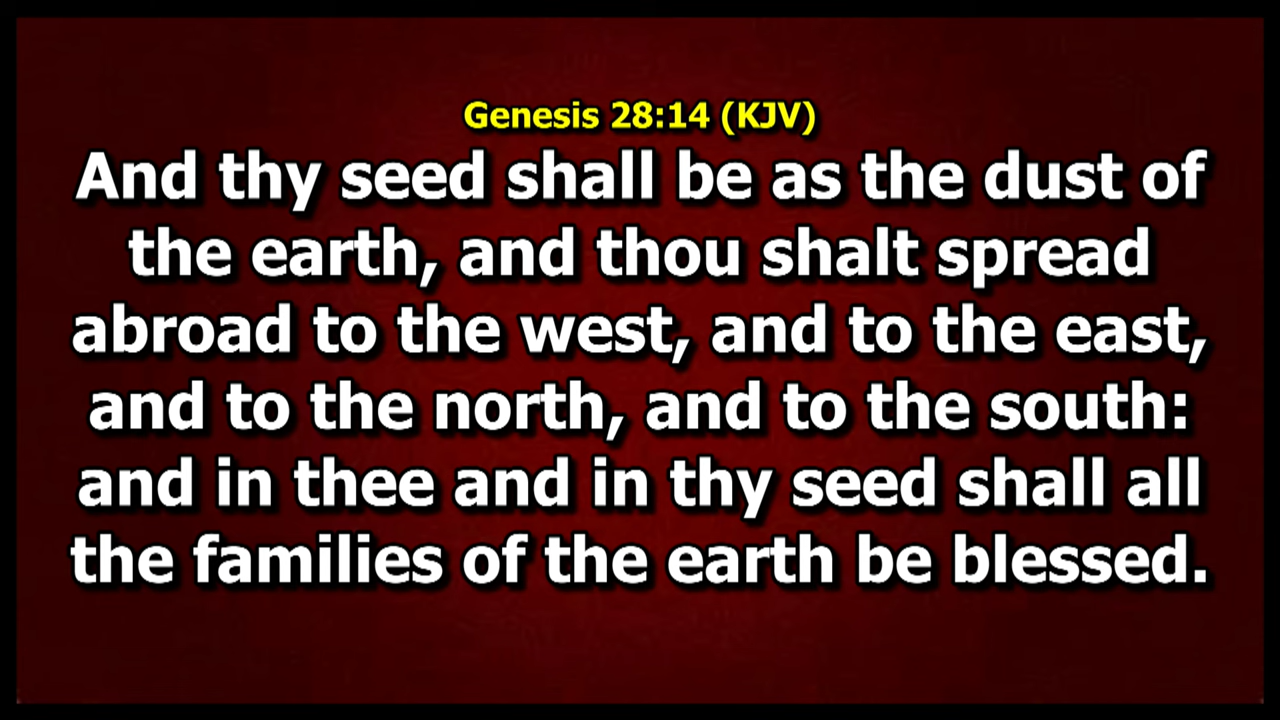 Genesis 28:14 (KJV)
And thy seed shall be as the dust of
the earth, and thou shalt spread
abroad to the west, and to the east,
and to the north, and to the south:
and in thee and in thy seed shall all
the families of the earth be blessed.